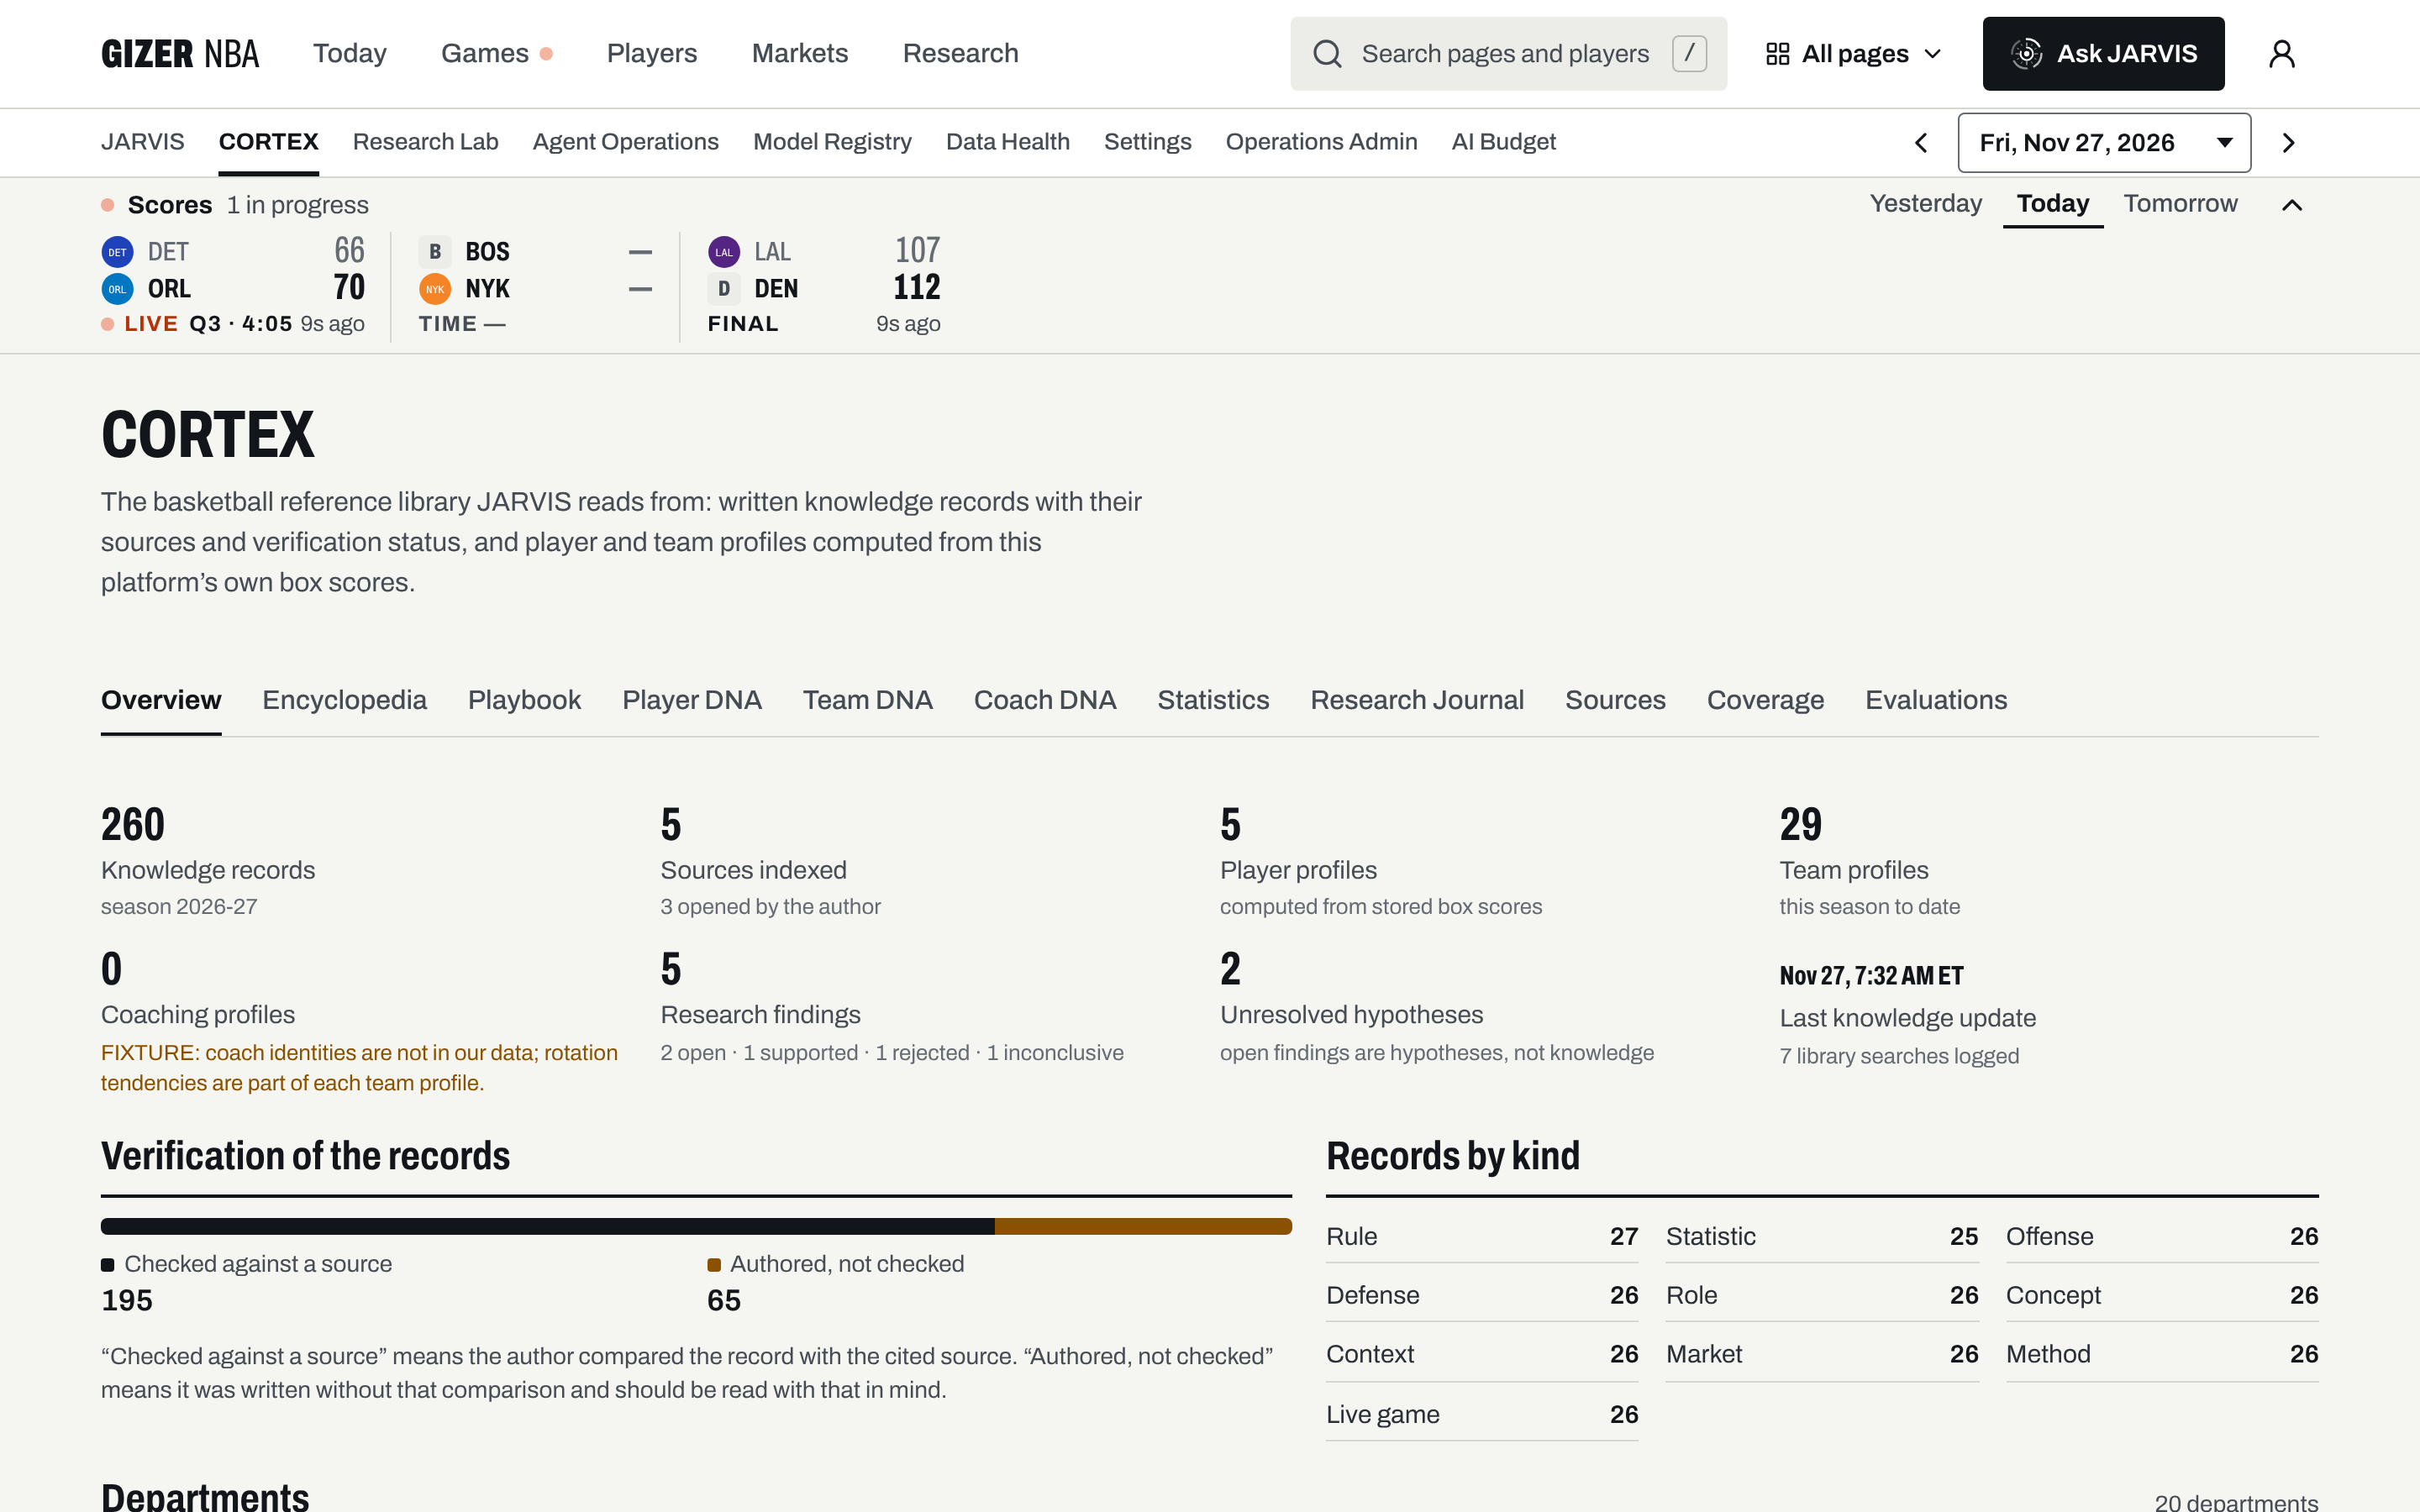 GIZER NBA Today Games Players Markets Research Search pages and players / All pages Ask JARVIS
JARVIS CORTEX Research Lab Agent Operations Model Registry Data Health Settings Operations Admin AI Budget Fri, Nov 27, 2026
Scores 1 in progress Yesterday Today Tomorrow
DET DET 66
ORL ORL 70
LIVE Q3 · 4:05 9s ago
B BOS —
NYK NYK —
TIME —
LAL LAL 107
D DEN 112
FINAL 9s ago
CORTEX
The basketball reference library JARVIS reads from: written knowledge records with their
sources and verification status, and player and team profiles computed from this
platform’s own box scores.
Overview Encyclopedia Playbook Player DNA Team DNA Coach DNA Statistics Research Journal Sources Coverage Evaluations
260
Knowledge records
season 2026-27
5
Sources indexed
3 opened by the author
5
Player profiles
computed from stored box scores
29
Team profiles
this season to date
0
Coaching profiles
FIXTURE: coach identities are not in our data; rotation
tendencies are part of each team profile.
5
Research findings
2 open · 1 supported · 1 rejected · 1 inconclusive
2
Unresolved hypotheses
open findings are hypotheses, not knowledge
Nov 27, 7:32 AM ET
Last knowledge update
7 library searches logged
Verification of the records
Checked against a source
195
Authored, not checked
65
“Checked against a source” means the author compared the record with the cited source. “Authored, not checked”
means it was written without that comparison and should be read with that in mind.
Records by kind
Rule 27 Statistic 25 Offense 26
Defense 26 Role 26 Concept 26
Context 26 Market 26 Method 26
Live game 26
Departments 20 departments